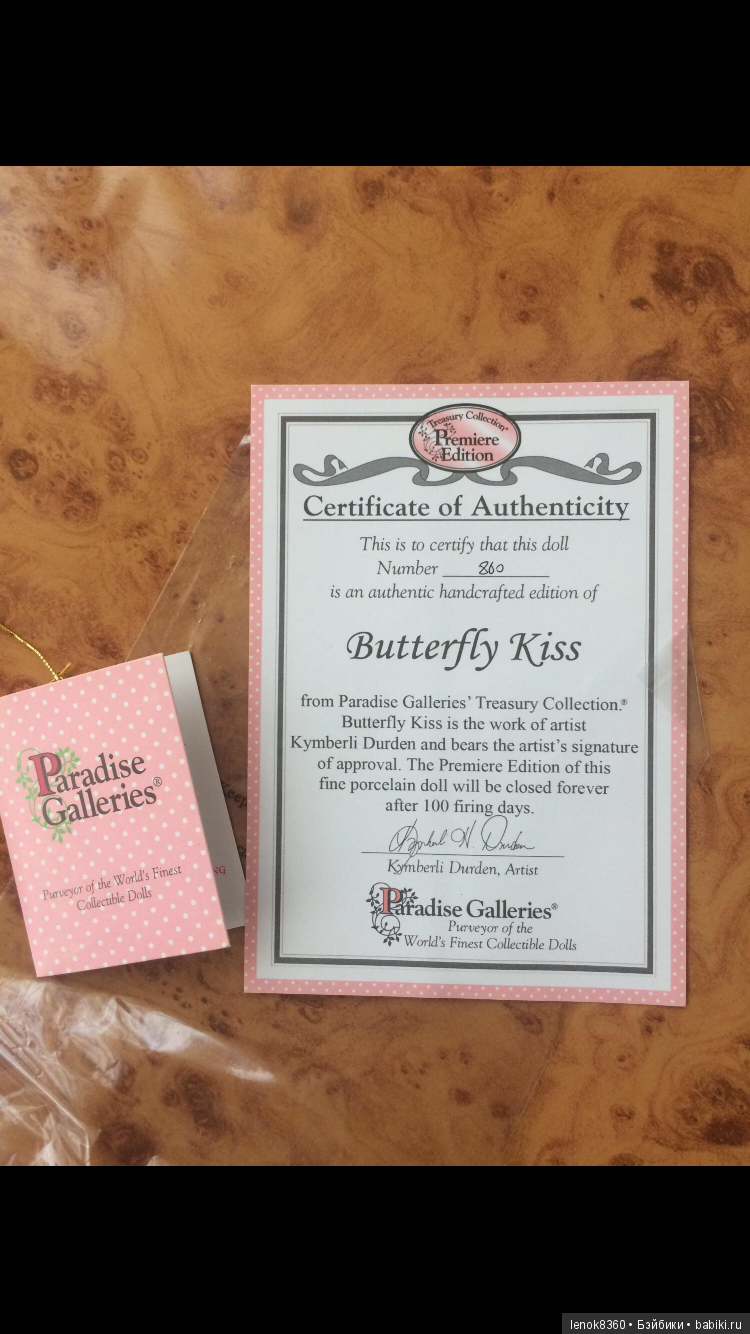 Treasury Collection®
Premiere
Edition
Certificate of Authenticity
This is to certify that this doll
Number 860
is an authentic handcrafted edition of
Butterfly Kiss
from Paradise Galleries' Treasury Collection.®
Butterfly Kiss is the work of artist
Kymberli Durden and bears the artist's signature
of approval. The Premiere Edition of this
fine porcelain doll will be closed forever
after 100 firing days.
Kymberli Durden, Artist
Paradise Galleries®
Purveyor of the
World's Finest Collectible Dolls
Paradise
Galleries®
Purveyor of the World's Finest
Collectible Dolls
lenok8360 • Бэйбики • babiki.ru